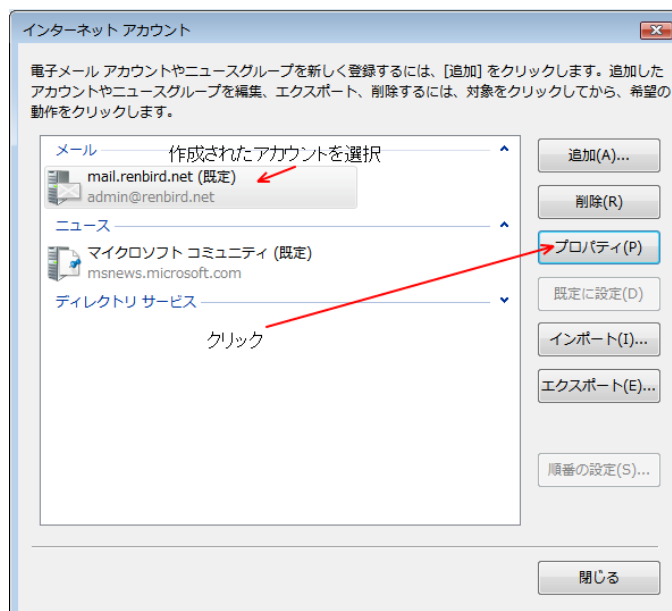 インターネット アカウント
電子メール アカウントやニュースグループを新しく登録するには、[追加] をクリックします。追加した
アカウントやニュースグループを編集、エクスポート、削除するには、対象をクリックしてから、希望の
動作をクリックします。
メール
作成されたアカウントを選択
mail.renbird.net (既定)
admin@renbird.net
ニュース
マイクロソフト コミュニティ (既定)
msnews.microsoft.com
ディレクトリ サービス
クリック
追加(A)...
削除(R)
プロパティ(P)
既定に設定(D)
インポート(I)...
エクスポート(E)...
順番の設定(S)...
閉じる